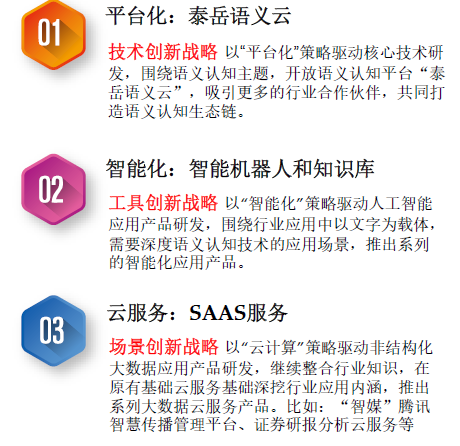 01
平台化：泰岳语义云
技术创新战略 以“平台化”策略驱动核心技术研
发，围绕语义认知主题，开放语义认知平台“泰
岳语义云”，吸引更多的行业合作伙伴，共同打
造语义认知生态链。
02
智能化：智能机器人和知识库
工具创新战略 以“智能化”策略驱动人工智能
应用产品研发，围绕行业应用中以文字为载体，
需要深度语义认知技术的应用场景，推出系列
的智能化应用产品。
03
云服务：SAAS服务
场景创新战略 以“云计算”策略驱动非结构化
大数据应用产品研发，继续整合行业知识，在
原有基础云服务基础深挖行业应用内涵，推出
系列大数据云服务产品。比如：“智媒”腾讯
智慧传播管理平台、证券研报分析云服务等